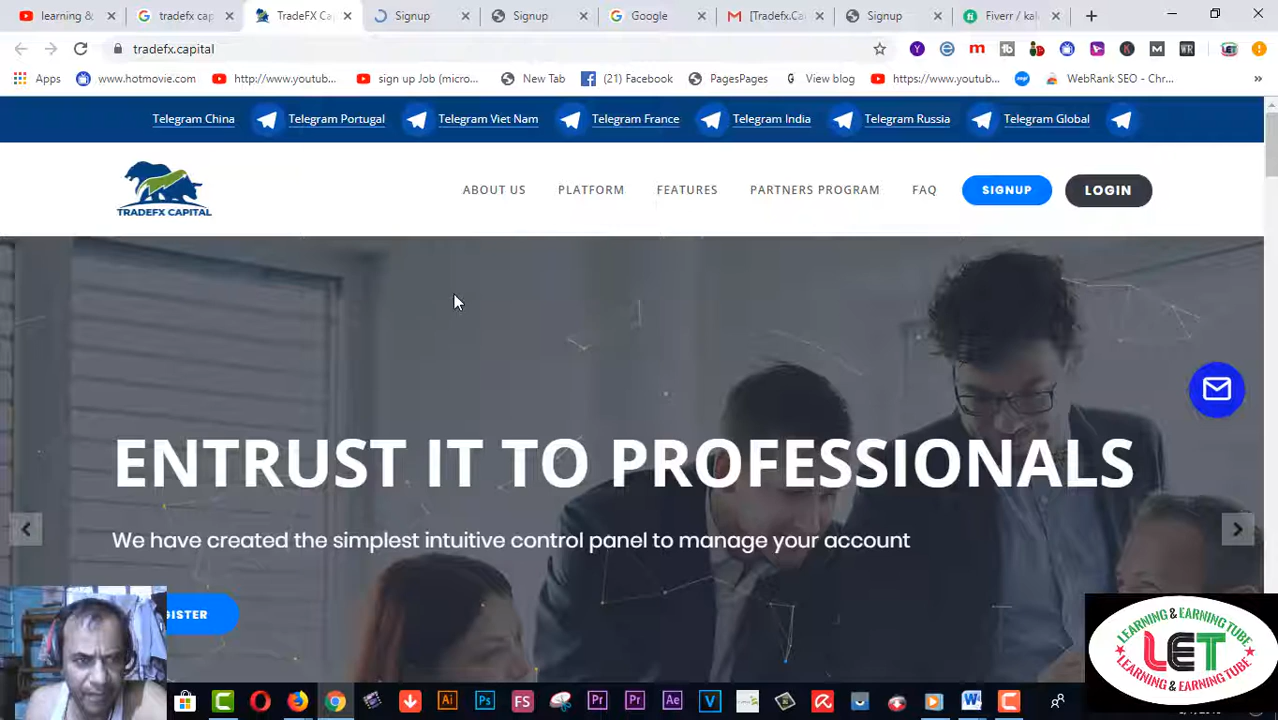 learning &
tradefx cap
TradeFX Ca
Signup
Signup
Google
[Tradefx.Ca
Signup
Fiverr / kal
tradefx.capital
Apps
www.hotmovie.com
http://www.youtub...
sign up Job (micro...
New Tab
(21) Facebook
PagesPages
View blog
https://www.youtub...
WebRank SEO - Chr...
Telegram China
Telegram Portugal
Telegram Viet Nam
Telegram France
Telegram India
Telegram Russia
Telegram Global
TRADEFX CAPITAL
ABOUT US
PLATFORM
FEATURES
PARTNERS PROGRAM
FAQ
SIGNUP
LOGIN
ENTRUST IT TO PROFESSIONALS
We have created the simplest intuitive control panel to manage your account
GISTER
LEARNING & EARNING TUBE
LET
LEARNING & EARNING TUBE